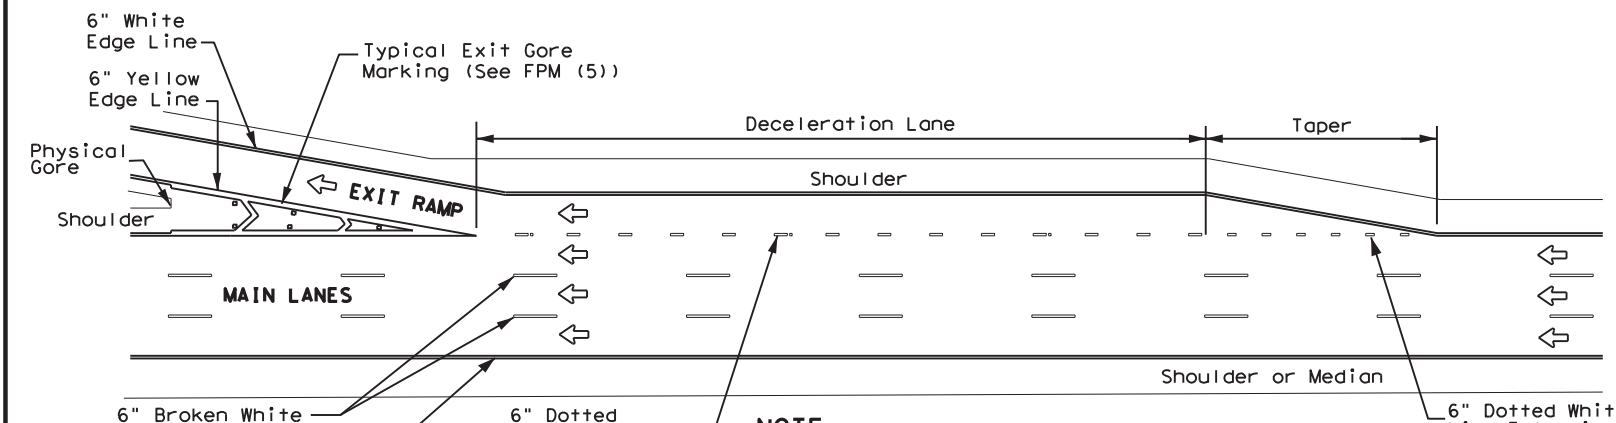 6" White
Edge Line
Typical Exit Gore
Marking (See FPM (5))
6" Yellow
Edge Line
Deceleration Lane
Taper
Physical
Gore
Shoulder
EXIT RAMP
Shoulder
MAIN LANES
Shoulder or Median
6" Broken White
6" Dotted
NOTE
6" Dotted Whit